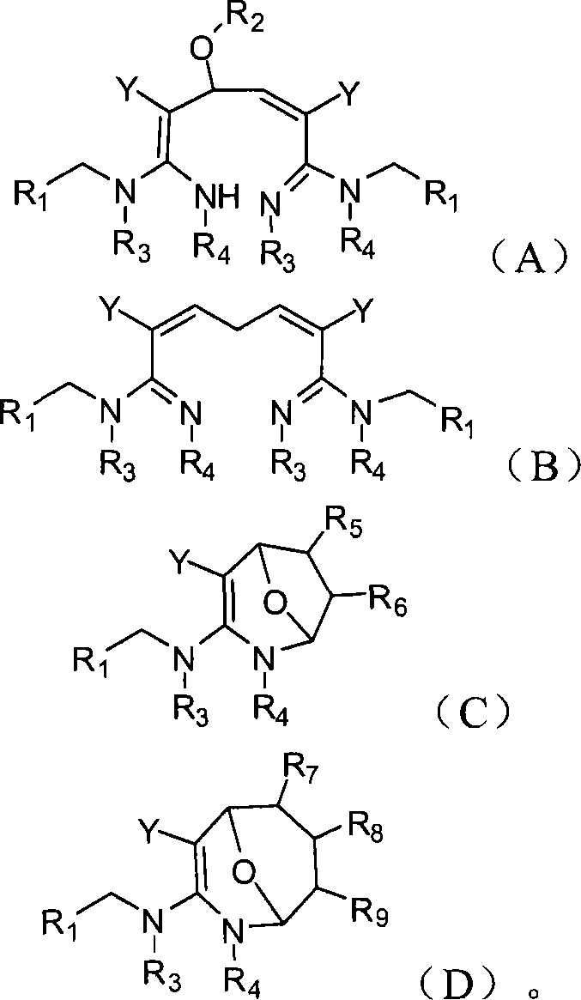 R₂
O
Y Y
R₁ N NH N N R₁
R₃ R₄ R₃ R₄
（A）
Y Y
R₁ N N N N R₁
R₃ R₄ R₃ R₄
（B）
R₅
Y
O R₆
R₁ N N
R₃ R₄
（C）
R₇
Y R₈
O
R₉
R₁ N N
R₃ R₄
（D）。